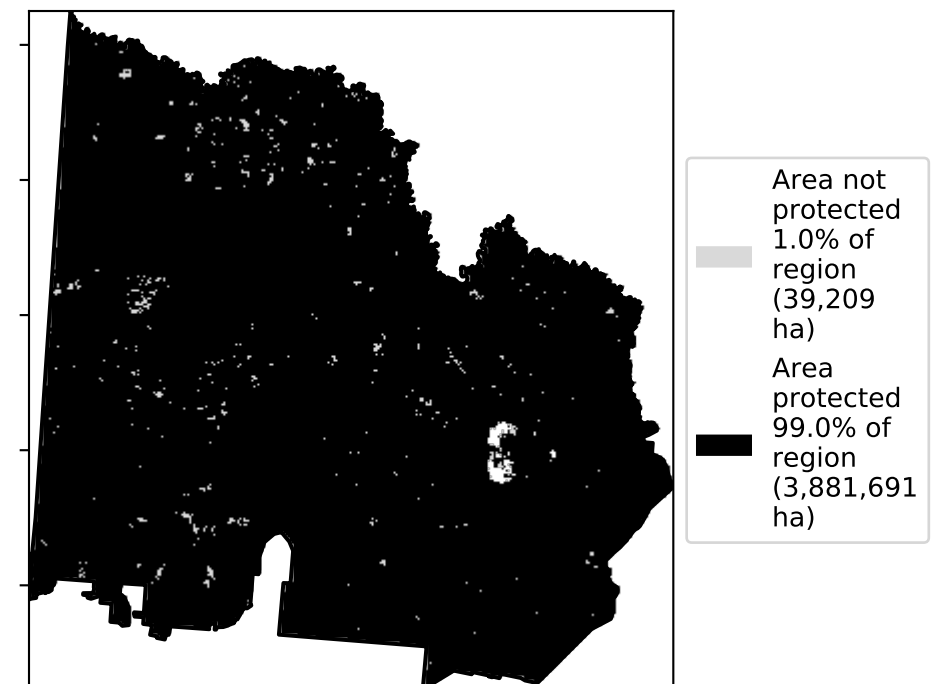 Area not
protected
1.0% of
region
(39,209
ha)
Area
protected
99.0% of
region
(3,881,691
ha)